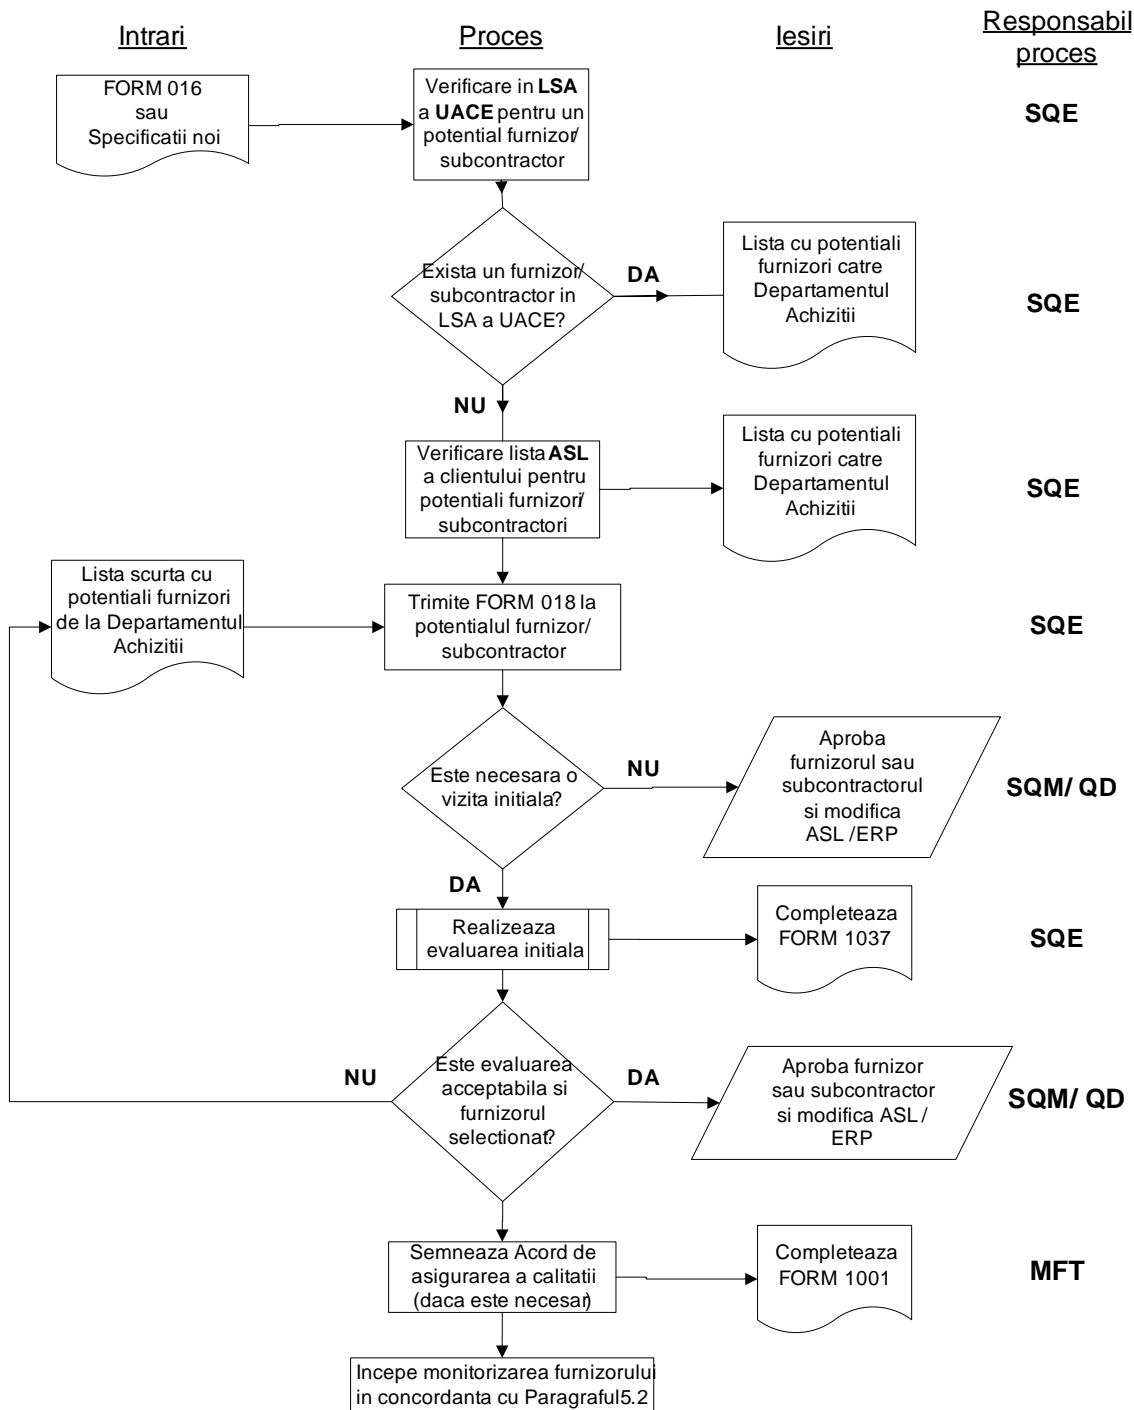 Intrari
Proces
Iesiri
Responsabil
proces
FORM 016
sau
Specificatii noi
Verificare in LSA
a UACE pentru un
potential furnizor/
subcontractor
SQE
Exista un furnizor/
subcontractor in
LSA a UACE?
DA
Lista cu potentiali
furnizori catre
Departamentul
Achizitii
SQE
NU
Verificare lista ASL
a clientului pentru
potentiali furnizori/
subcontractori
Lista cu potentiali
furnizori catre
Departamentul
Achizitii
SQE
Lista scurta cu
potentiali furnizori
de la Departamentul
Achizitii
Trimite FORM 018 la
potentialul furnizor/
subcontractor
SQE
Este necesara o
vizita initiala?
NU
Aproba
furnizorul sau
subcontractorul
si modifica
ASL /ERP
SQM/ QD
DA
Realizeaza
evaluarea initiala
Completeaza
FORM 1037
SQE
NU
Este evaluarea
acceptabila si
furnizorul
selectionat?
DA
Aproba furnizor
sau subcontractor
si modifica ASL /
ERP
SQM/ QD
Semneaza Acord de
asigurarea a calitatii
(daca este necesar)
Completeaza
FORM 1001
MFT
Incepe monitorizarea furnizorului
in concordanta cu Paragraful 5.2